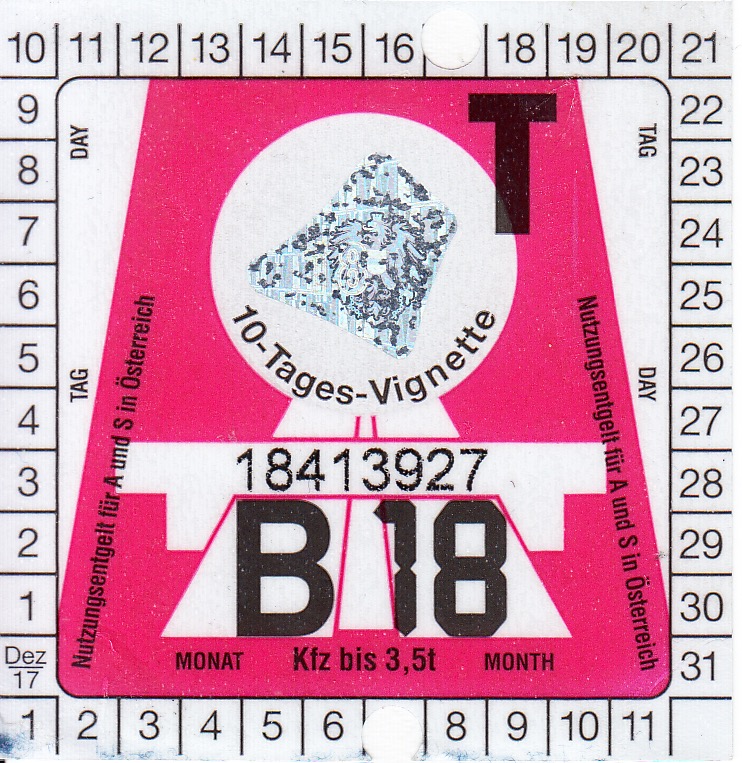 10 11 12 13 14 15 16 18 19 20 21
9 22
8 23
7 24
6 25
5 26
4 27
3 28
2 29
1 30
Dez
17
31
1 2 3 4 5 6 8 9 10 11
DAY
TAG
T
10-Tages-Vignette
Nutzungsentgelt für A und S in Österreich
Nutzungsentgelt für A und S in Österreich
TAG
DAY
18413927
B 18
MONAT Kfz bis 3,5t MONTH